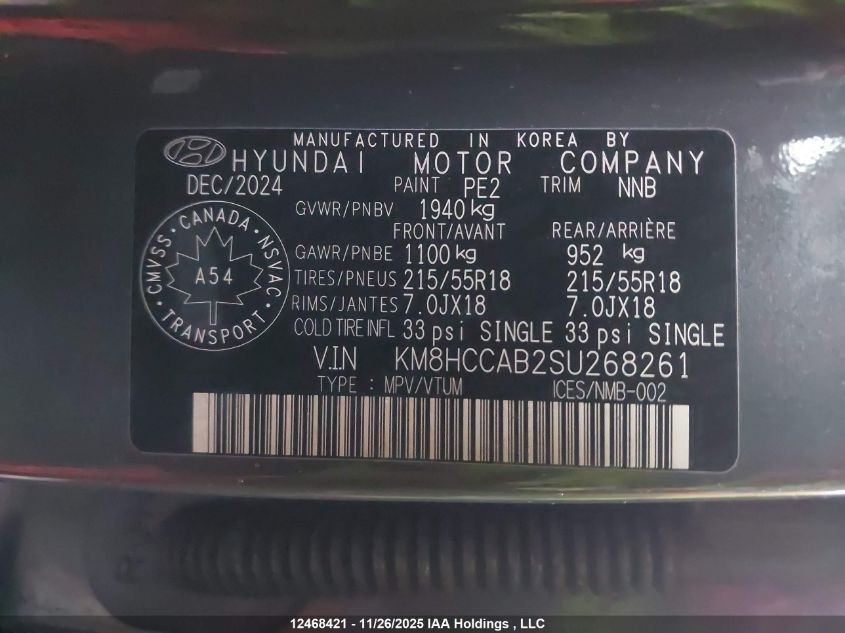 MANUFACTURED IN KOREA BY
HYUNDAI MOTOR COMPANY
DEC/2024 PAINT PE2 TRIM NNB
GVWR/PNBV 1940 kg
FRONT/AVANT REAR/ARRIÈRE
GAWR/PNBE 1100 kg 952 kg
TIRES/PNEUS 215/55R18 215/55R18
RIMS/JANTES 7.0JX18 7.0JX18
COLD TIRE INFL 33 psi SINGLE 33 psi SINGLE
CMVSS · CANADA · NSVAC
A54
TRANSPORT
V.I.N KM8HCCAB2SU268261
TYPE : MPV/VTUM ICES/NMB-002
12468421 - 11/26/2025 IAA Holdings , LLC